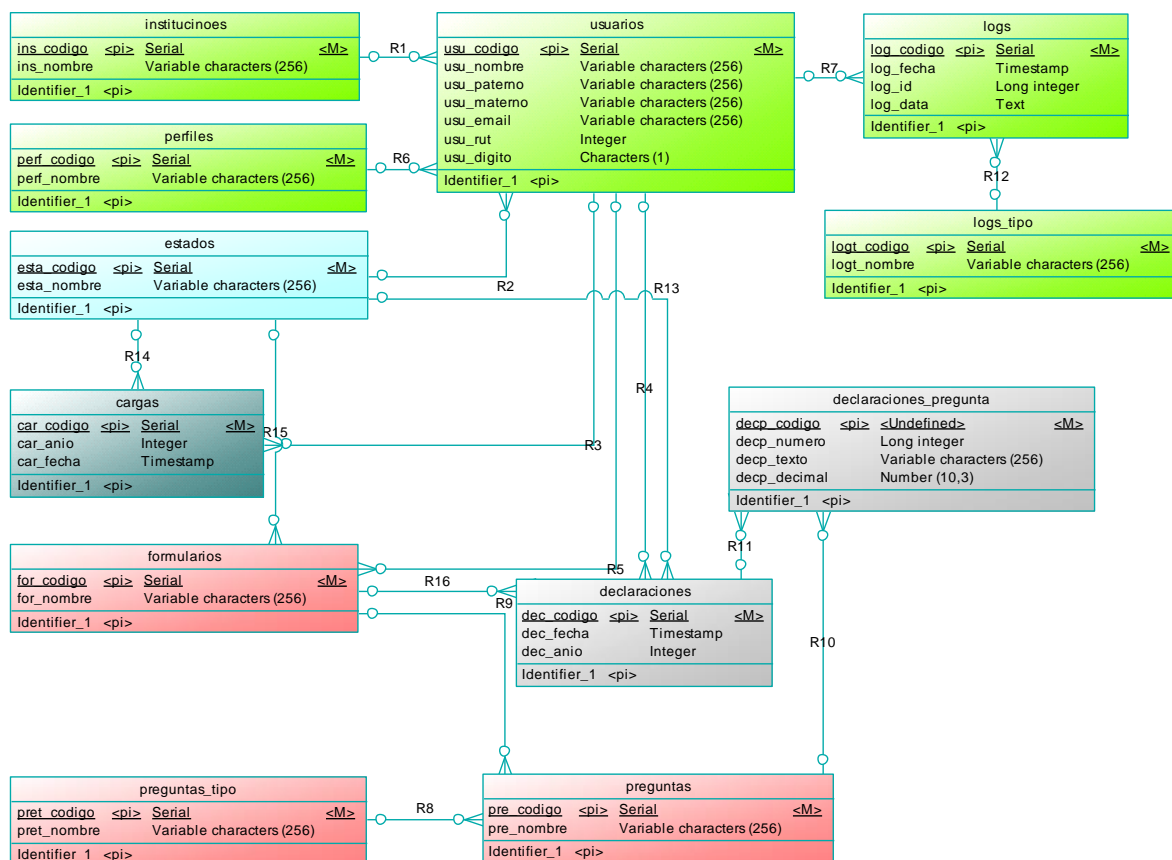 institucinoes
ins_codigo <pi> Serial <M>
ins_nombre Variable characters (256)
Identifier_1 <pi>
R1
usuarios
usu_codigo <pi> Serial <M>
usu_nombre Variable characters (256)
usu_paterno Variable characters (256)
usu_materno Variable characters (256)
usu_email Variable characters (256)
usu_rut Integer
usu_digito Characters (1)
Identifier_1 <pi>
R7
logs
log_codigo <pi> Serial <M>
log_fecha Timestamp
log_id Long integer
log_data Text
Identifier_1 <pi>
perfiles
perf_codigo <pi> Serial <M>
perf_nombre Variable characters (256)
Identifier_1 <pi>
R6
R12
logs_tipo
logt_codigo <pi> Serial <M>
logt_nombre Variable characters (256)
Identifier_1 <pi>
estados
esta_codigo <pi> Serial <M>
esta_nombre Variable characters (256)
Identifier_1 <pi>
R2
R13
R14
R4
cargas
car_codigo <pi> Serial <M>
car_anio Integer
car_fecha Timestamp
Identifier_1 <pi>
R15
R3
declaraciones_pregunta
decp_codigo <pi> <Undefined> <M>
decp_numero Long integer
decp_texto Variable characters (256)
decp_decimal Number (10,3)
Identifier_1 <pi>
R11
formularios
for_codigo <pi> Serial <M>
for_nombre Variable characters (256)
Identifier_1 <pi>
R5
R16
R9
declaraciones
dec_codigo <pi> Serial <M>
dec_fecha Timestamp
dec_anio Integer
Identifier_1 <pi>
R10
preguntas_tipo
pret_codigo <pi> Serial <M>
pret_nombre Variable characters (256)
Identifier_1 <pi>
R8
preguntas
pre_codigo <pi> Serial <M>
pre_nombre Variable characters (256)
Identifier_1 <pi>